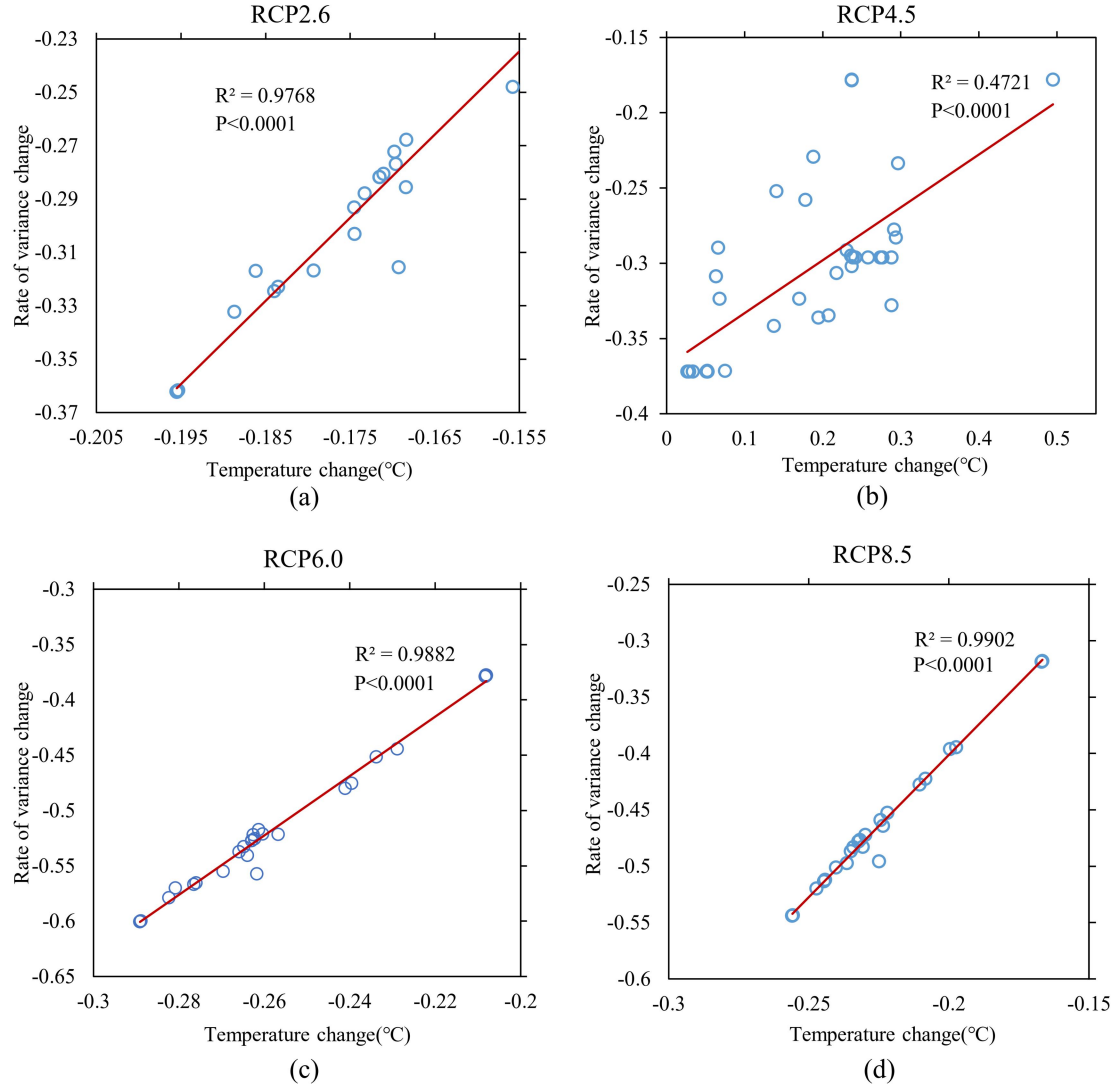 RCP2.6
-0.23
-0.25
-0.27
-0.29
-0.31
-0.33
-0.35
-0.37
Rate of variance change
R² = 0.9768
P<0.0001
-0.205 -0.195 -0.185 -0.175 -0.165 -0.155
Temperature change(℃)
(a)
RCP4.5
-0.15
-0.2
-0.25
-0.3
-0.35
-0.4
Rate of variance change
R² = 0.4721
P<0.0001
0 0.1 0.2 0.3 0.4 0.5
Temperature change(℃)
(b)
RCP6.0
-0.3
-0.35
-0.4
-0.45
-0.5
-0.55
-0.6
-0.65
Rate of variance change
R² = 0.9882
P<0.0001
-0.3 -0.28 -0.26 -0.24 -0.22 -0.2
Temperature change(℃)
(c)
RCP8.5
-0.25
-0.3
-0.35
-0.4
-0.45
-0.5
-0.55
-0.6
Rate of variance change
R² = 0.9902
P<0.0001
-0.3 -0.25 -0.2 -0.15
Temperature change(℃)
(d)